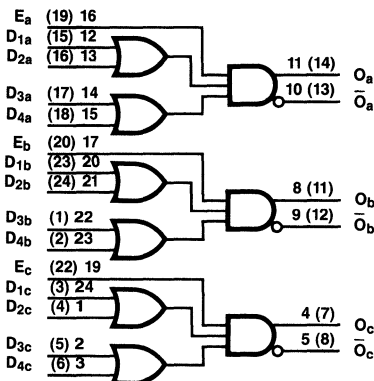 Ea (19) 16
D1a (15) 12
D2a (16) 13
11 (14) Oa
10 (13) O̅a
D3a (17) 14
D4a (18) 15
Eb (20) 17
D1b (23) 20
D2b (24) 21
8 (11) Ob
9 (12) O̅b
D3b (1) 22
D4b (2) 23
Ec (22) 19
D1c (3) 24
D2c (4) 1
4 (7) Oc
5 (8) O̅c
D3c (5) 2
D4c (6) 3